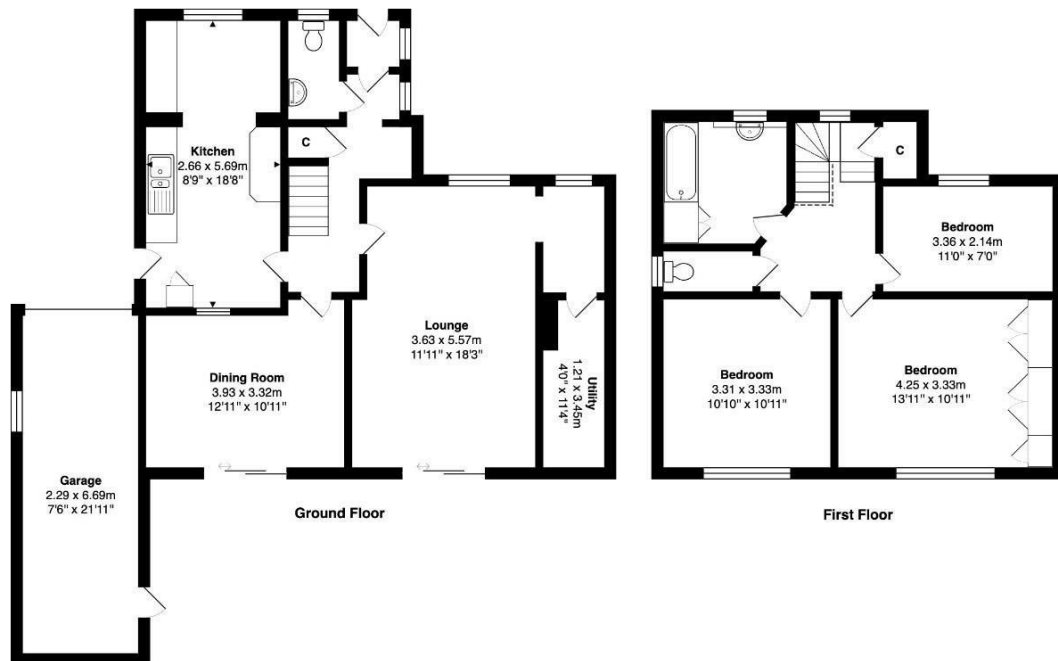 Kitchen
2.66 x 5.69m
8'9" x 18'8"
C
Lounge
3.63 x 5.57m
11'11" x 18'3"
Dining Room
3.93 x 3.32m
12'11" x 10'11"
Utility
1.21 x 3.45m
4'0" x 11'4"
Garage
2.29 x 6.69m
7'6" x 21'11"
Ground Floor
C
Bedroom
3.36 x 2.14m
11'0" x 7'0"
Bedroom
3.31 x 3.33m
10'10" x 10'11"
Bedroom
4.25 x 3.33m
13'11" x 10'11"
First Floor